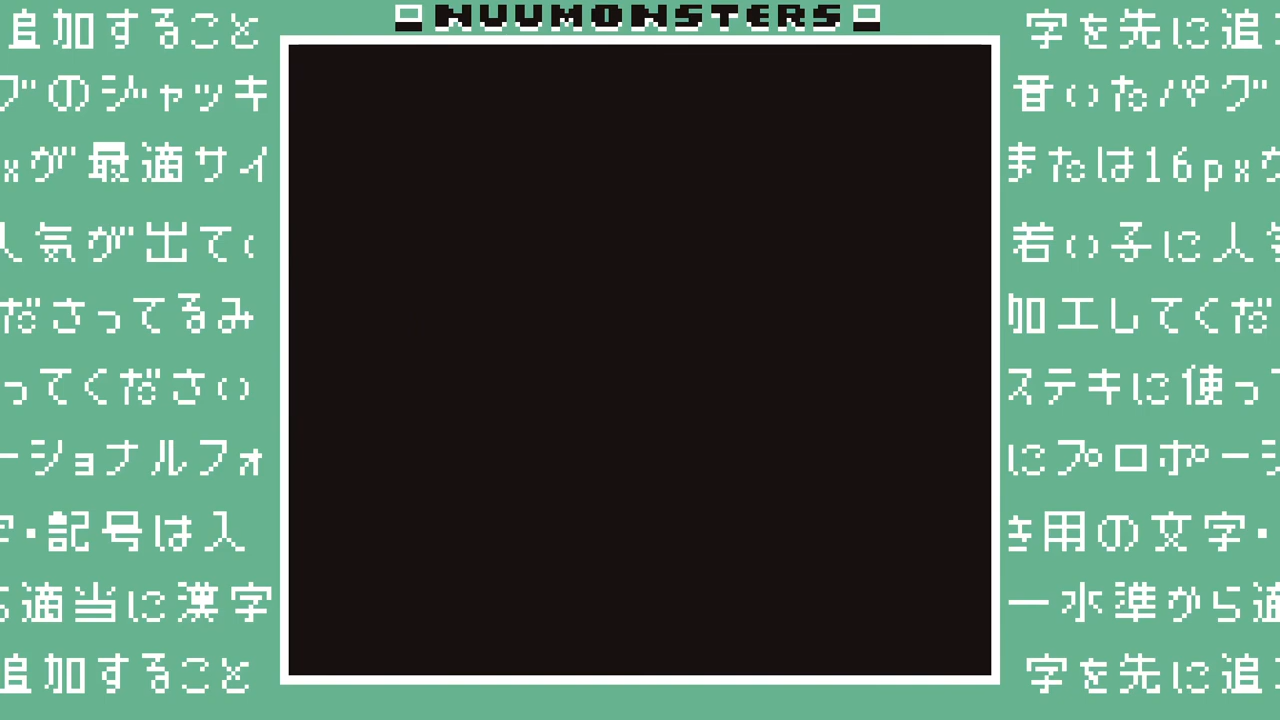 NUUMONSTERS
追加すること 字を先に追
グのジャッキ 書いたパグ
xが最適サイ または16pxが
人気が出てく 若い子に人気
ださってるみ 加工してくだ
ってください ステキに使って
ーショナルフォ にプロポーシ
字・記号は入 き用の文字・
ら適当に漢字 一水準から適
追加すること 字を先に追